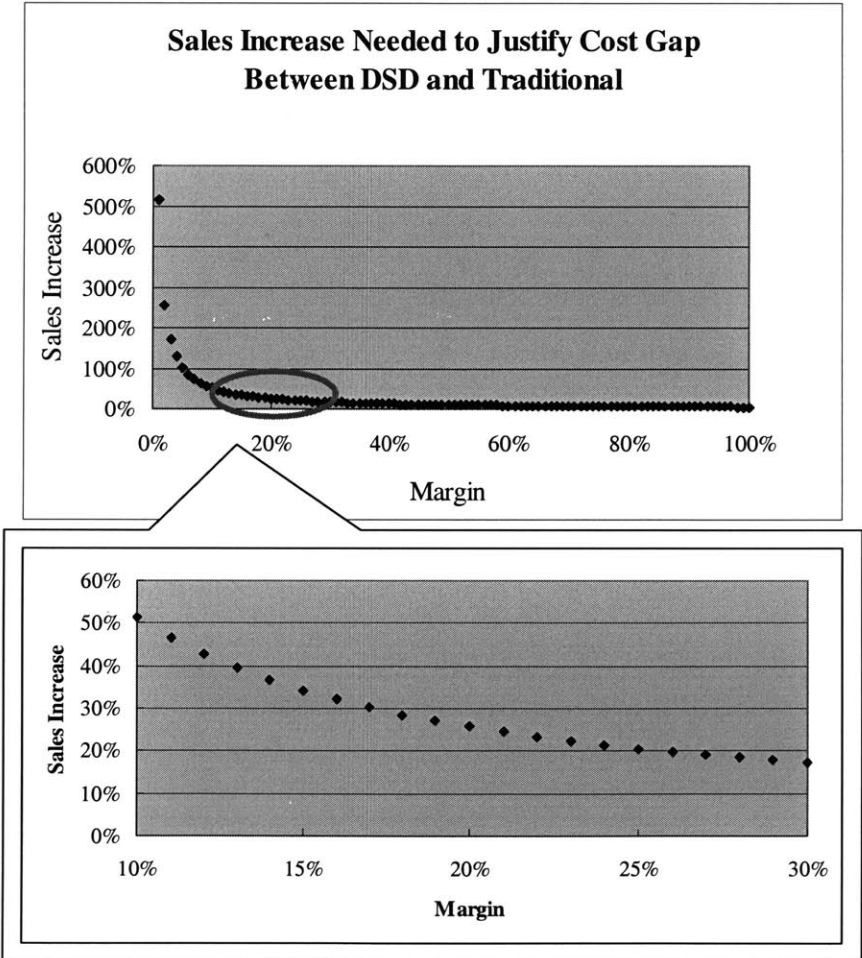 Sales Increase Needed to Justify Cost Gap
Between DSD and Traditional
600%
500%
400%
300%
200%
100%
0%
Sales Increase
0% 20% 40% 60% 80% 100%
Margin
60%
50%
40%
30%
20%
10%
0%
Sales Increase
10% 15% 20% 25% 30%
Margin